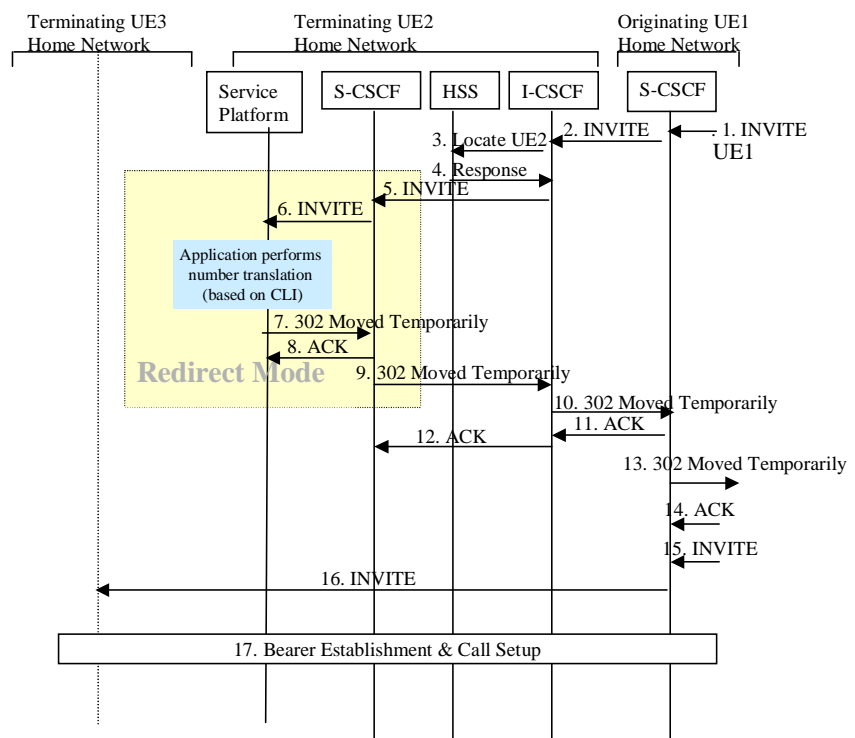 Terminating UE3
Home Network
Terminating UE2
Home Network
Originating UE1
Home Network
Service
Platform
S-CSCF
HSS
I-CSCF
S-CSCF
1. INVITE
UE1
2. INVITE
3. Locate UE2
4. Response
5. INVITE
6. INVITE
Application performs
number translation
(based on CLI)
7. 302 Moved Temporarily
8. ACK
Redirect Mode
9. 302 Moved Temporarily
10. 302 Moved Temporarily
11. ACK
12. ACK
13. 302 Moved Temporarily
14. ACK
15. INVITE
16. INVITE
17. Bearer Establishment & Call Setup